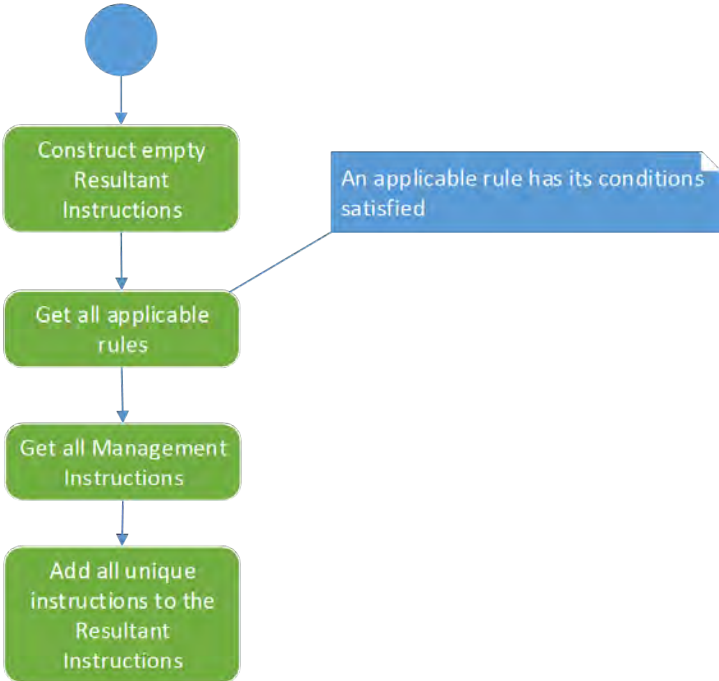 Construct empty
Resultant
Instructions
An applicable rule has its conditions
satisfied
Get all applicable
rules
Get all Management
Instructions
Add all unique
instructions to the
Resultant
Instructions